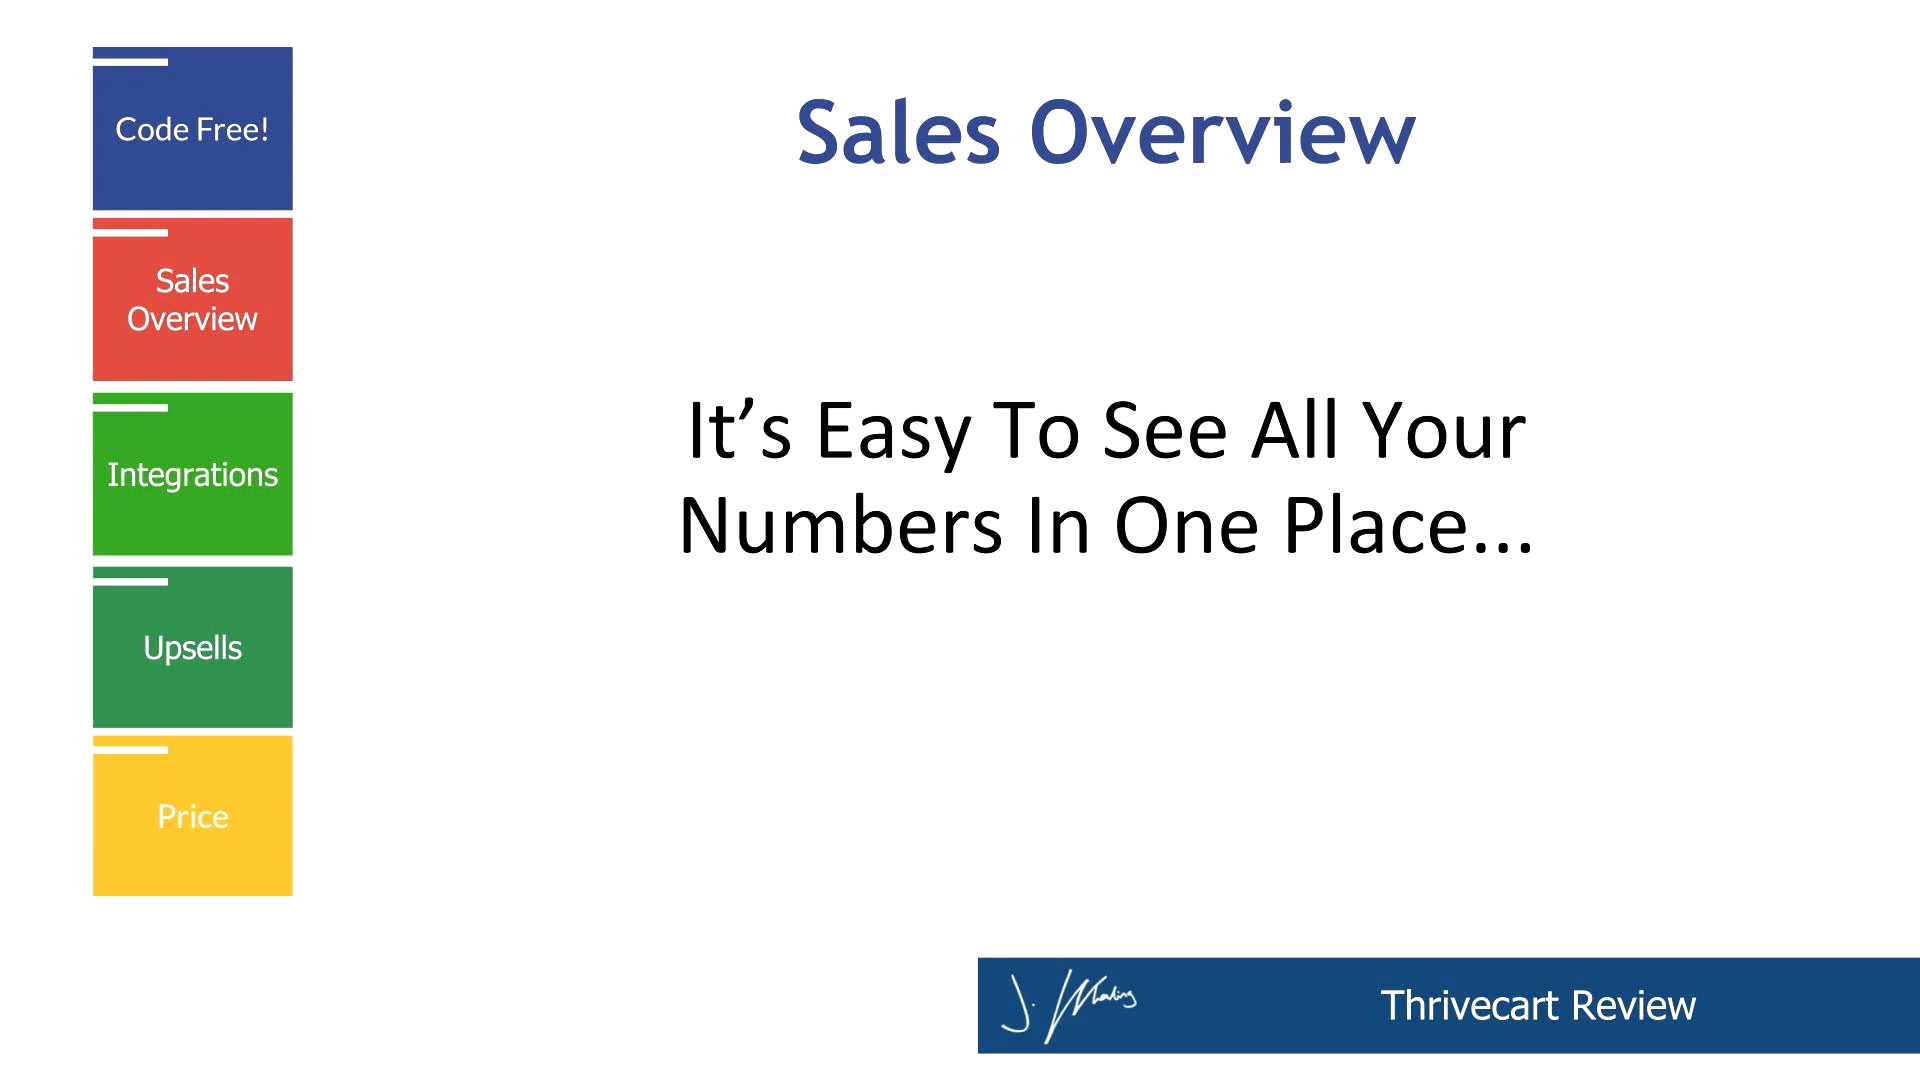 Code Free!
Sales
Overview
Integrations
Upsells
Price
Sales Overview
It’s Easy To See All Your
Numbers In One Place...
Thrivecart Review